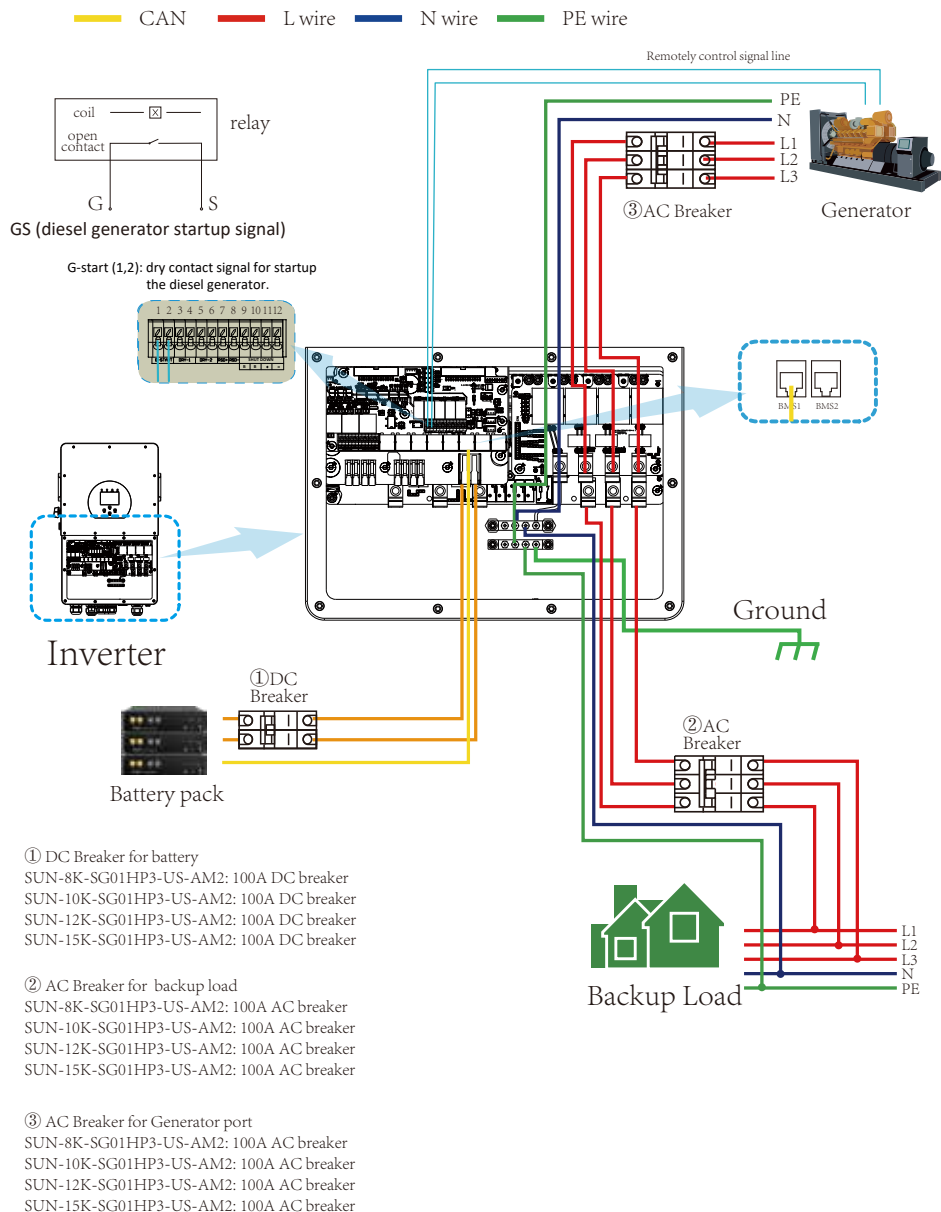 CAN L wire N wire PE wire
Remotely control signal line
coil
open
contact
relay
G S
GS (diesel generator startup signal)
PE
N
L1
L2
L3
③AC Breaker
Generator
G-start (1,2): dry contact signal for startup
the diesel generator.
1 2 3 4 5 6 7 8 9 10 11 12
BMS1 BMS2
Inverter
Ground
①DC
Breaker
②AC
Breaker
Battery pack
Backup Load
L1
L2
L3
N
PE
① DC Breaker for battery
SUN-8K-SG01HP3-US-AM2: 100A DC breaker
SUN-10K-SG01HP3-US-AM2: 100A DC breaker
SUN-12K-SG01HP3-US-AM2: 100A DC breaker
SUN-15K-SG01HP3-US-AM2: 100A DC breaker
② AC Breaker for backup load
SUN-8K-SG01HP3-US-AM2: 100A AC breaker
SUN-10K-SG01HP3-US-AM2: 100A AC breaker
SUN-12K-SG01HP3-US-AM2: 100A AC breaker
SUN-15K-SG01HP3-US-AM2: 100A AC breaker
③ AC Breaker for Generator port
SUN-8K-SG01HP3-US-AM2: 100A AC breaker
SUN-10K-SG01HP3-US-AM2: 100A AC breaker
SUN-12K-SG01HP3-US-AM2: 100A AC breaker
SUN-15K-SG01HP3-US-AM2: 100A AC breaker